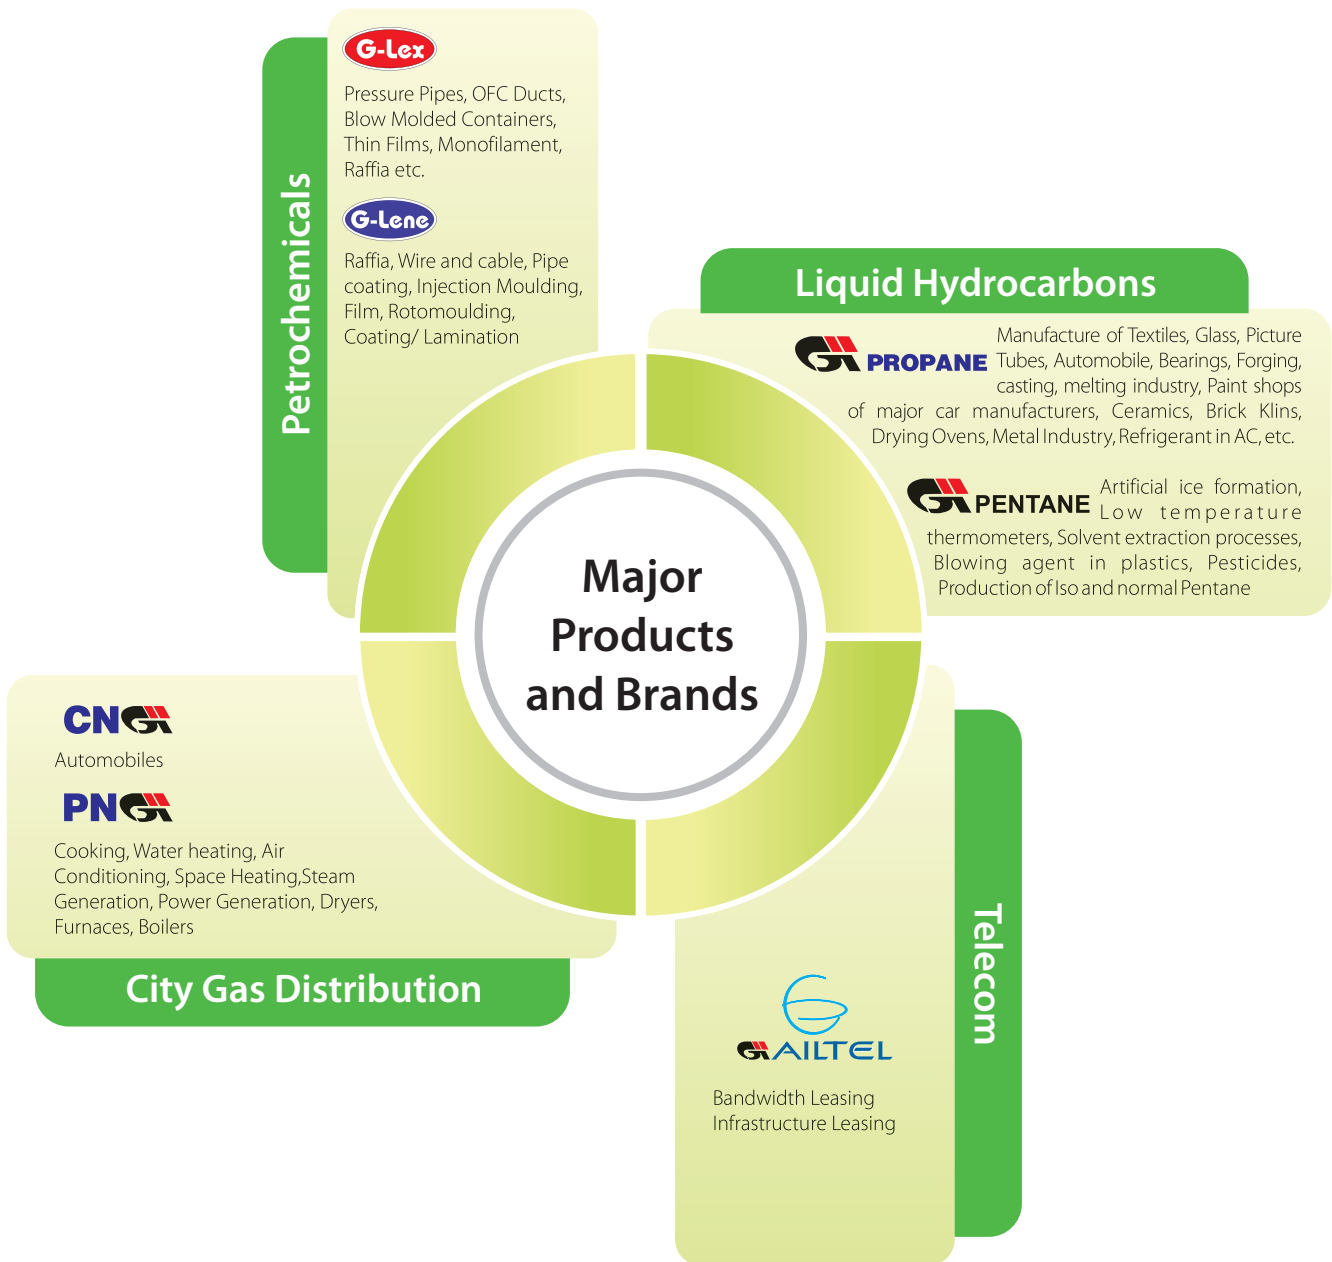 Petrochemicals
G-Lex
Pressure Pipes, OFC Ducts,
Blow Molded Containers,
Thin Films, Monofilament,
Raffia etc.
G-Lene
Raffia, Wire and cable, Pipe
coating, Injection Moulding,
Film, Rotomoulding,
Coating/ Lamination
Liquid Hydrocarbons
PROPANE
Manufacture of Textiles, Glass, Picture
Tubes, Automobile, Bearings, Forging,
casting, melting industry, Paint shops
of major car manufacturers, Ceramics, Brick Klins,
Drying Ovens, Metal Industry, Refrigerant in AC, etc.
PENTANE
Artificial ice formation,
Low temperature
thermometers, Solvent extraction processes,
Blowing agent in plastics, Pesticides,
Production of Iso and normal Pentane
Major
Products
and Brands
CNG
Automobiles
PNG
Cooking, Water heating, Air
Conditioning, Space Heating,Steam
Generation, Power Generation, Dryers,
Furnaces, Boilers
City Gas Distribution
Telecom
GAILTEL
Bandwidth Leasing
Infrastructure Leasing